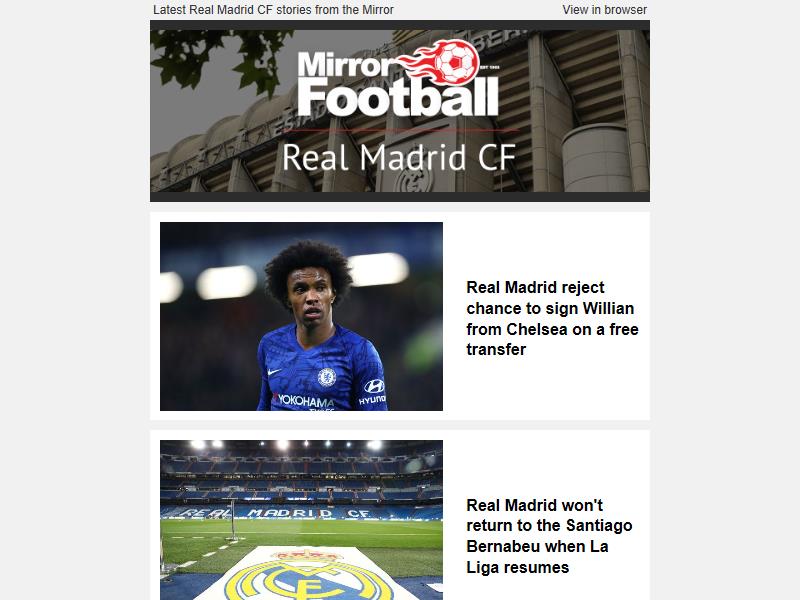 Latest Real Madrid CF stories from the Mirror
View in browser
Mirror
Football
EST 1903
Real Madrid CF
YOKOHAMA
HYUNDAI
Real Madrid reject
chance to sign Willian
from Chelsea on a free
transfer
REAL MADRID CF
Real Madrid won't
return to the Santiago
Bernabeu when La
Liga resumes